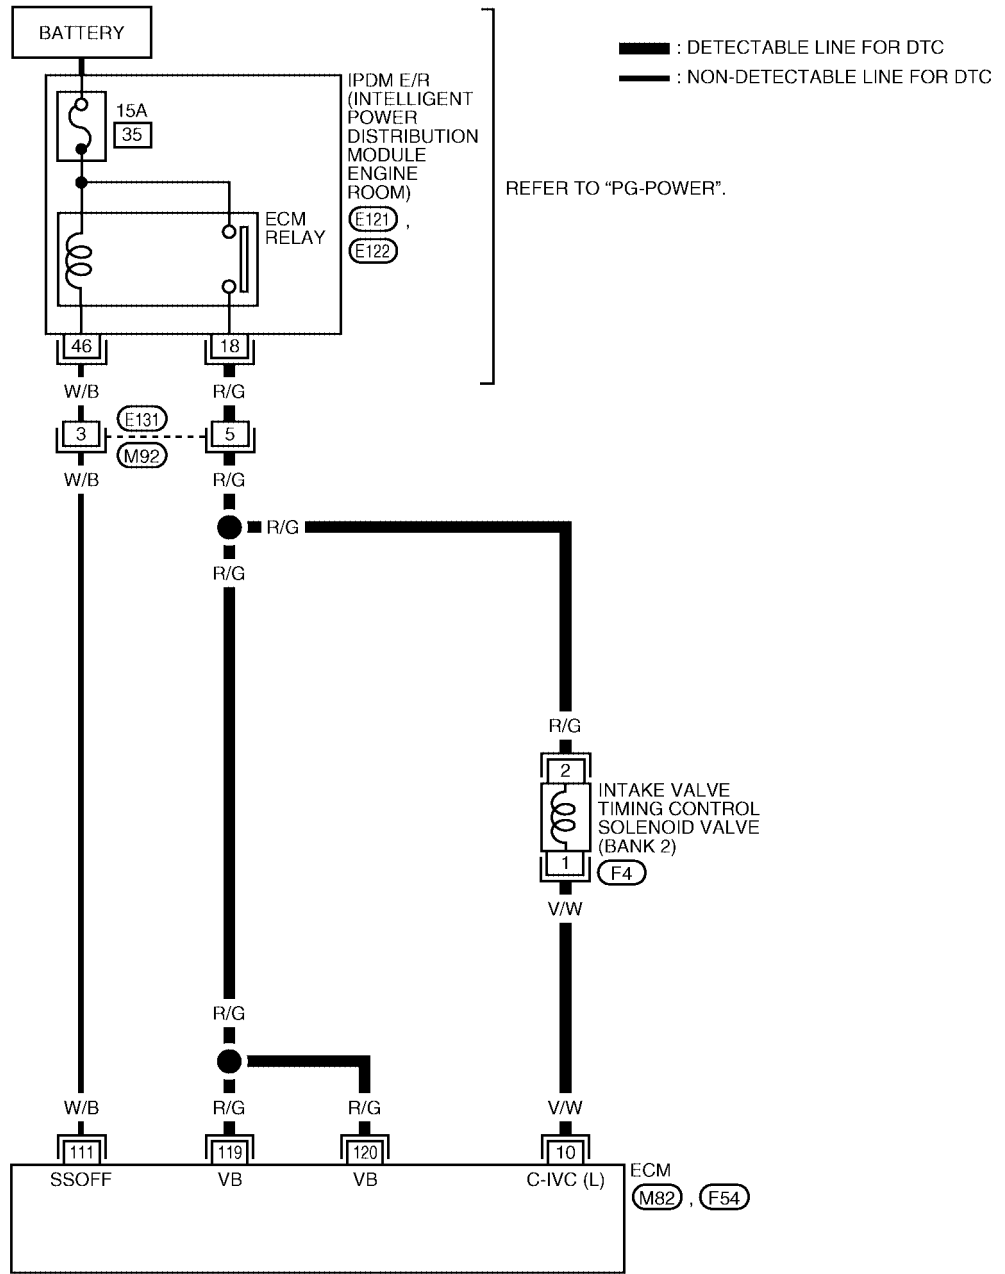 BATTERY
: DETECTABLE LINE FOR DTC
: NON-DETECTABLE LINE FOR DTC
15A
35
IPDM E/R
(INTELLIGENT
POWER
DISTRIBUTION
MODULE
ENGINE
ROOM)
E121 ,
E122
REFER TO “PG-POWER”.
ECM
RELAY
46 18
W/B R/G
3 E131 M92 5
W/B R/G
R/G
R/G
R/G
2
INTAKE VALVE
TIMING CONTROL
SOLENOID VALVE
(BANK 2)
1
F4
V/W
R/G
W/B R/G R/G V/W
111 119 120 10
SSOFF VB VB C-IVC (L)
ECM
M82 , F54